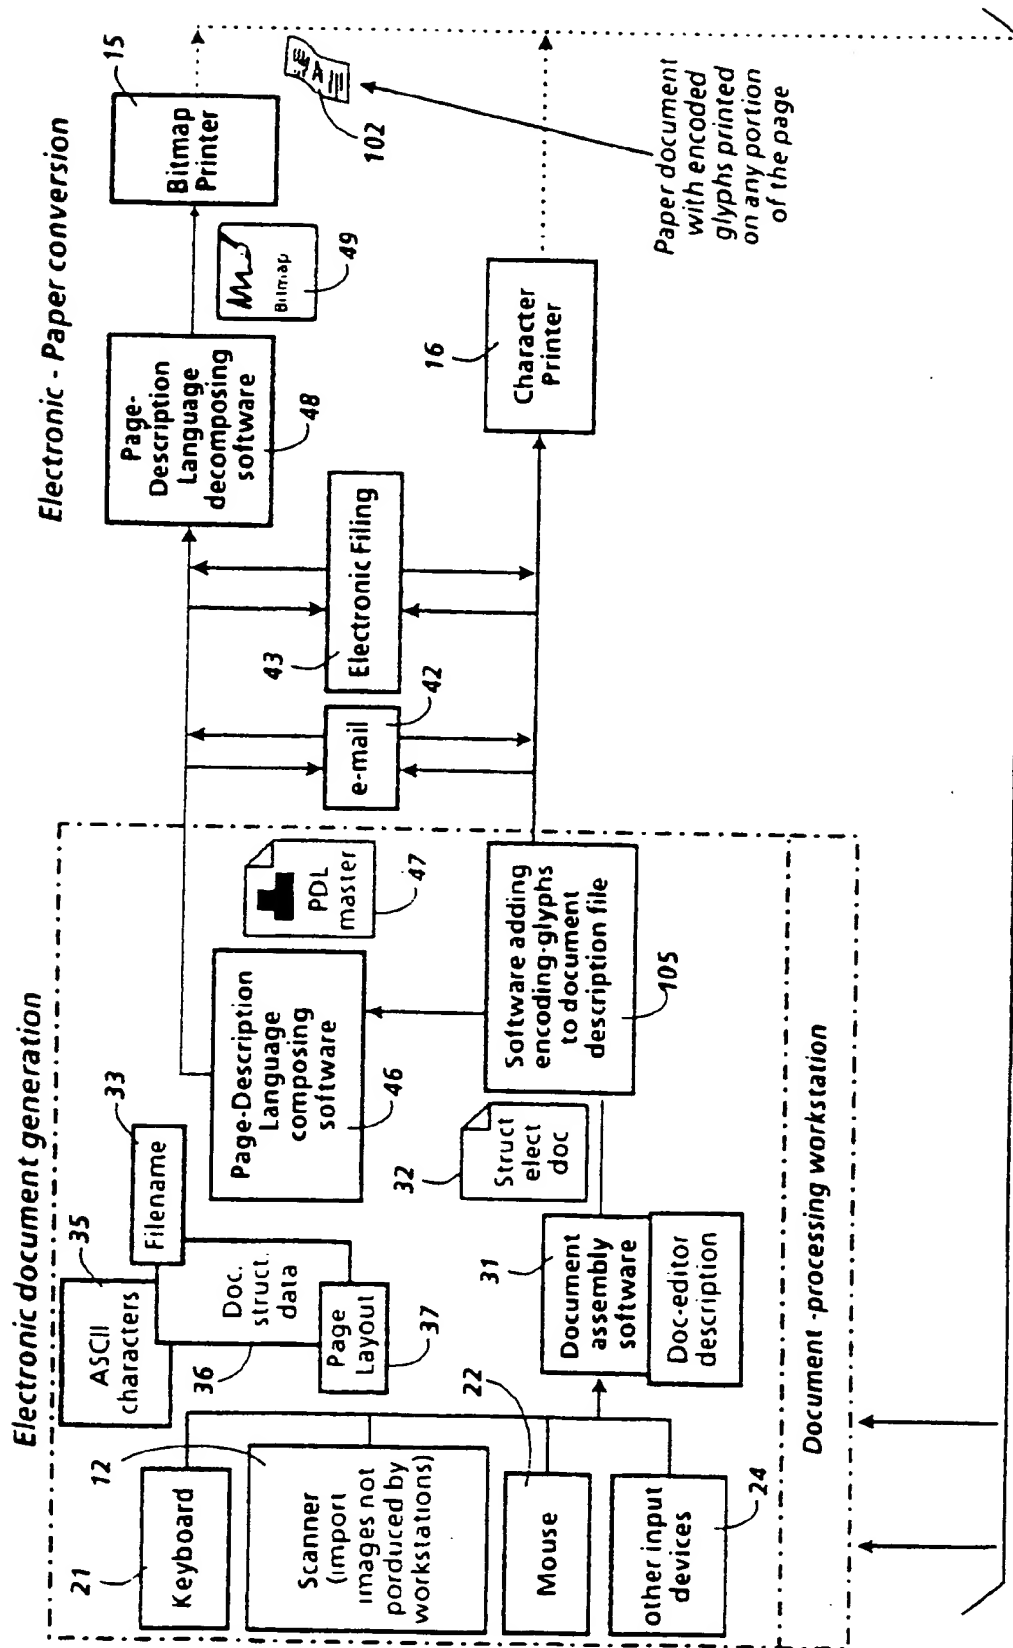 Electronic document generation
Electronic - Paper conversion
21
Keyboard
12
Scanner
(import
images not
porduced by
workstations)
Mouse
22
other input
devices
24
35
ASCII
characters
33
Filename
Doc.
struct.
data
36
Page
Layout
37
31
Document
assembly
software
Doc-editor
description
32
Struct
elect
doc
Page-Description
Language
composing
software
46
PDL
master
47
Software adding
encoding-glyphs
to document
description file
105
Document -processing workstation
e-mail
42
43
Electronic Filing
Page-
Description
Language
decomposing
software
48
Bitmap
49
15
Bitmap
Printer
102
16
Character
Printer
Paper document
with encoded
glyphs printed
on any portion
of the page